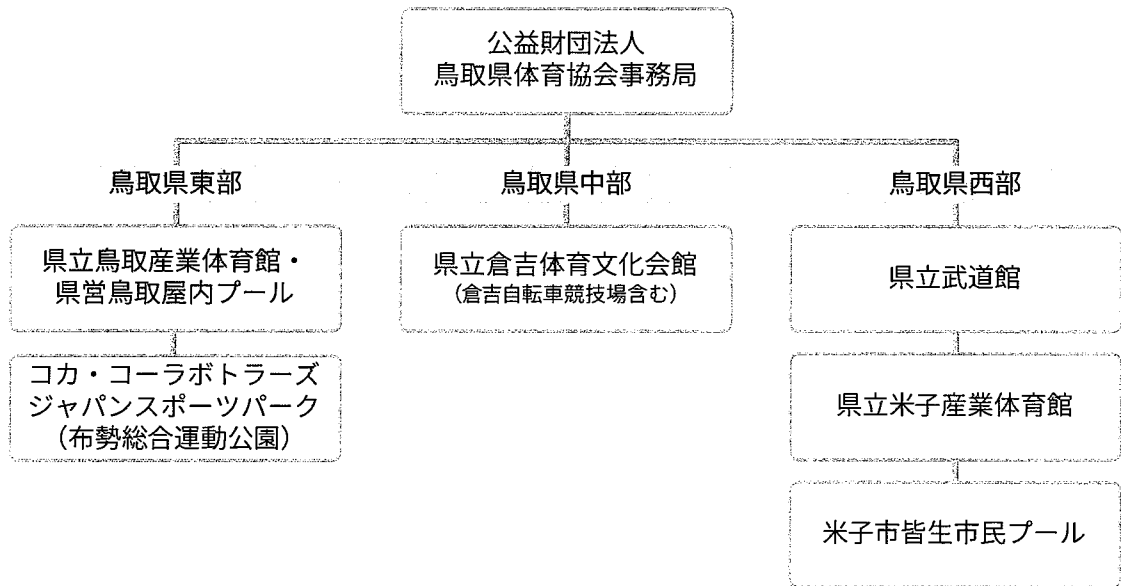 公益財団法人
鳥取県体育協会事務局
鳥取県東部
鳥取県中部
鳥取県西部
県立鳥取産業体育館・
県営鳥取屋内プール
県立倉吉体育文化会館
（倉吉自転車競技場含む）
県立武道館
コカ・コーラボトラーズ
ジャパンスポーツパーク
（布勢総合運動公園）
県立米子産業体育館
米子市皆生市民プール